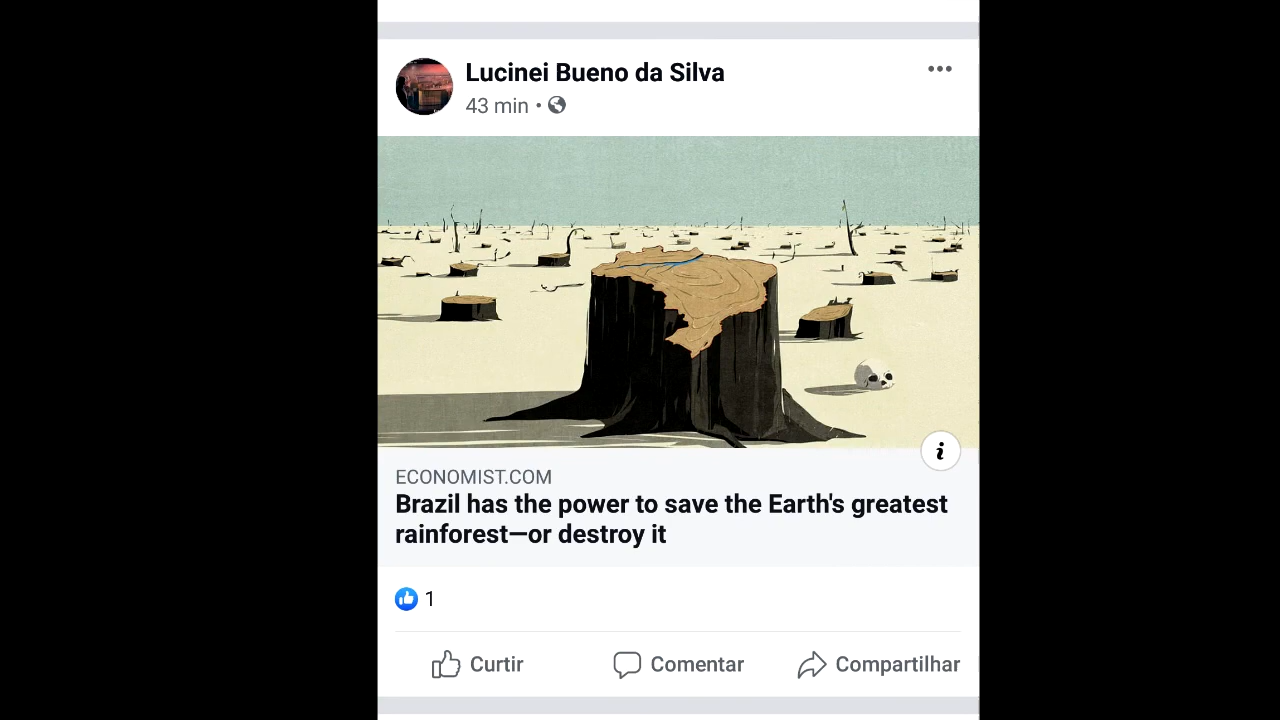 Lucinei Bueno da Silva
43 min •
ECONOMIST.COM
Brazil has the power to save the Earth's greatest
rainforest—or destroy it
i
1
Curtir Comentar Compartilhar